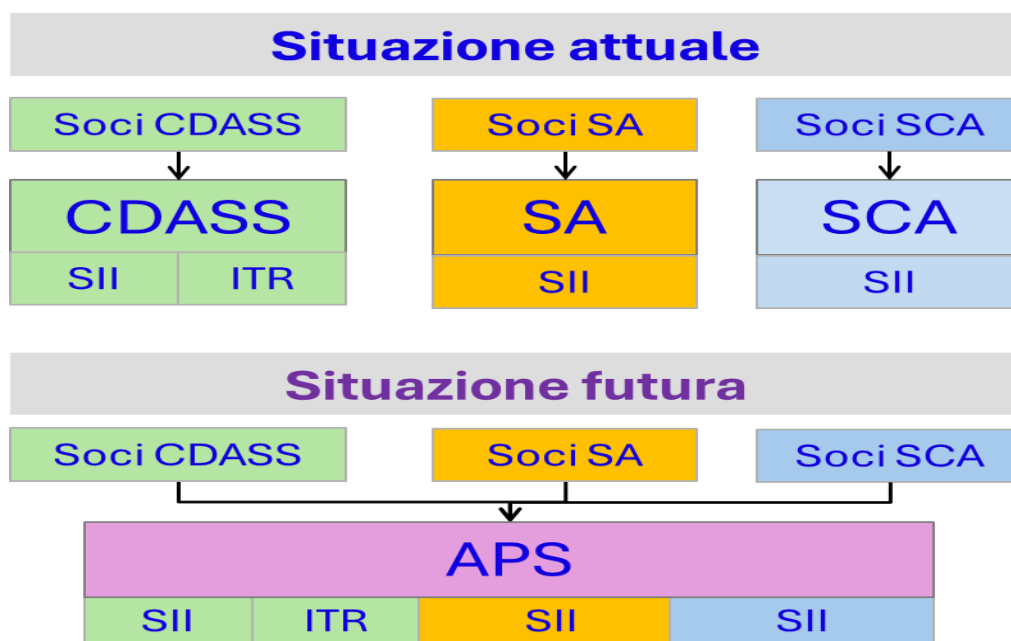 Situazione attuale
Soci CDASS
Soci SA
Soci SCA
CDASS
SA
SCA
SII
ITR
SII
SII
Situazione futura
Soci CDASS
Soci SA
Soci SCA
APS
SII
ITR
SII
SII